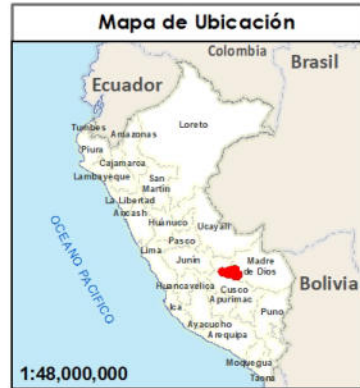 Mapa de Ubicación
Colombia
Brasil
Ecuador
Loreto
Tumbes
Amazonas
Piura
Cajamarca
Lambayeque
San
Martin
La Libertad
Ancash
Huánuco
Ucayali
Pasco
Lima
Junín
Madre
de Dios
Huancavelica
Cusco
Apurimac
Bolivia
Ica
Puno
Ayacucho
Arequipa
Moquegua
Tacna
OCEANO PACIFICO
1:48,000,000